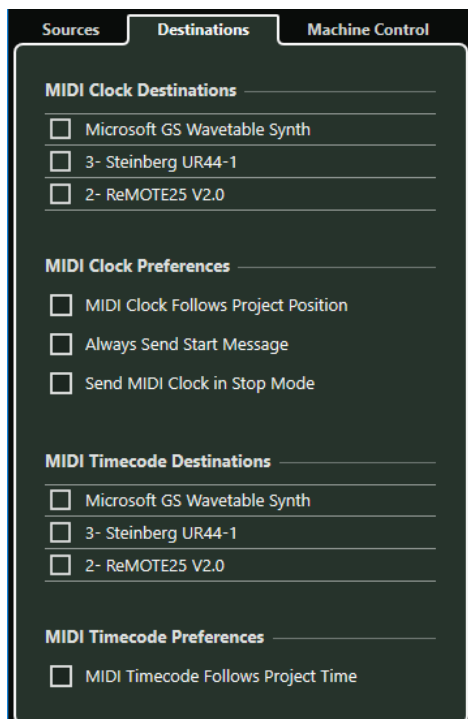 Sources Destinations Machine Control
MIDI Clock Destinations
Microsoft GS Wavetable Synth
3- Steinberg UR44-1
2- ReMOTE25 V2.0
MIDI Clock Preferences
MIDI Clock Follows Project Position
Always Send Start Message
Send MIDI Clock in Stop Mode
MIDI Timecode Destinations
Microsoft GS Wavetable Synth
3- Steinberg UR44-1
2- ReMOTE25 V2.0
MIDI Timecode Preferences
MIDI Timecode Follows Project Time